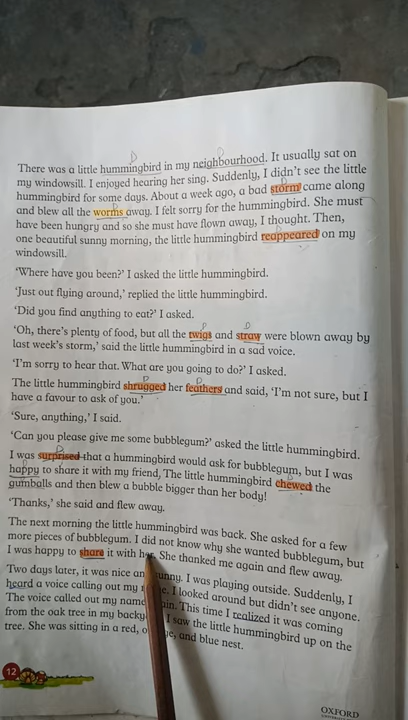 There was a little hummingbird in my neighbourhood. It usually sat on
my windowsill. I enjoyed hearing her sing. Suddenly, I didn't see the little
hummingbird for some days. About a week ago, a bad storm came along
and blew all the worms away. I felt sorry for the hummingbird. She must
have been hungry and so she must have flown away, I thought. Then,
one beautiful sunny morning, the little hummingbird reappeared on my
windowsill.
'Where have you been?' I asked the little hummingbird.
'Just out flying around,' replied the little hummingbird.
'Did you find anything to eat?' I asked.
'Oh, there's plenty of food, but all the twigs and straw were blown away by
last week's storm,' said the little hummingbird in a sad voice.
'I'm sorry to hear that. What are you going to do?' I asked.
The little hummingbird shrugged her feathers and said, 'I'm not sure, but I
have a favour to ask of you.'
'Sure, anything,' I said.
'Can you please give me some bubblegum?' asked the little hummingbird.
I was surprised that a hummingbird would ask for bubblegum, but I was
happy to share it with my friend. The little hummingbird chewed the
gumballs and then blew a bubble bigger than her body!
'Thanks,' she said and flew away.
The next morning the little hummingbird was back. She asked for a few
more pieces of bubblegum. I did not know why she wanted bubblegum, but
I was happy to share it with her. She thanked me again and flew away.
Two days later, it was nice and sunny. I was playing outside. Suddenly, I
heard a voice calling out my I looked around but didn't see anyone.
The voice called out my name This time I realized it was coming
from the oak tree in my I saw the little hummingbird up on the
tree. She was sitting in a red, and blue nest.
12
OXFORD